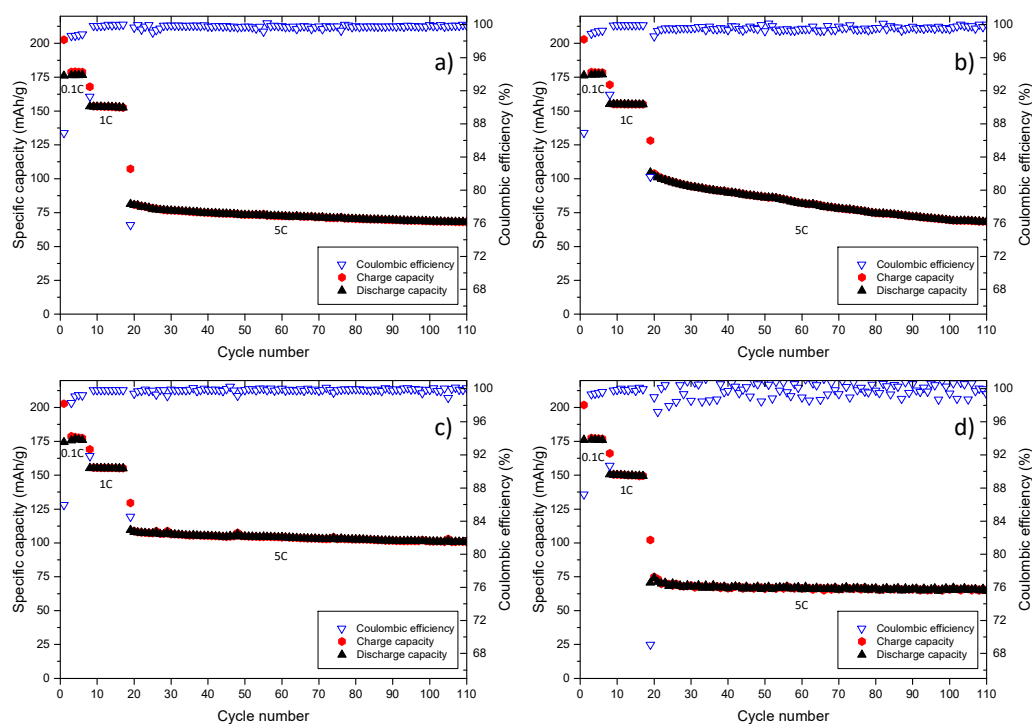 a)
Specific capacity (mAh/g)
Coulombic efficiency (%)
200
175
150
125
100
75
50
25
0
100
96
92
88
84
80
76
72
68
0.1C
1C
5C
Coulombic efficiency
Charge capacity
Discharge capacity
0 10 20 30 40 50 60 70 80 90 100 110
Cycle number
b)
Specific capacity (mAh/g)
Coulombic efficiency (%)
200
175
150
125
100
75
50
25
0
100
96
92
88
84
80
76
72
68
0.1C
1C
5C
Coulombic efficiency
Charge capacity
Discharge capacity
0 10 20 30 40 50 60 70 80 90 100 110
Cycle number
c)
Specific capacity (mAh/g)
Coulombic efficiency (%)
200
175
150
125
100
75
50
25
0
100
96
92
88
84
80
76
72
68
0.1C
1C
5C
Coulombic efficiency
Charge capacity
Discharge capacity
0 10 20 30 40 50 60 70 80 90 100 110
Cycle number
d)
Specific capacity (mAh/g)
Coulombic efficiency (%)
200
175
150
125
100
75
50
25
0
100
96
92
88
84
80
76
72
68
0.1C
1C
5C
Coulombic efficiency
Charge capacity
Discharge capacity
0 10 20 30 40 50 60 70 80 90 100 110
Cycle number